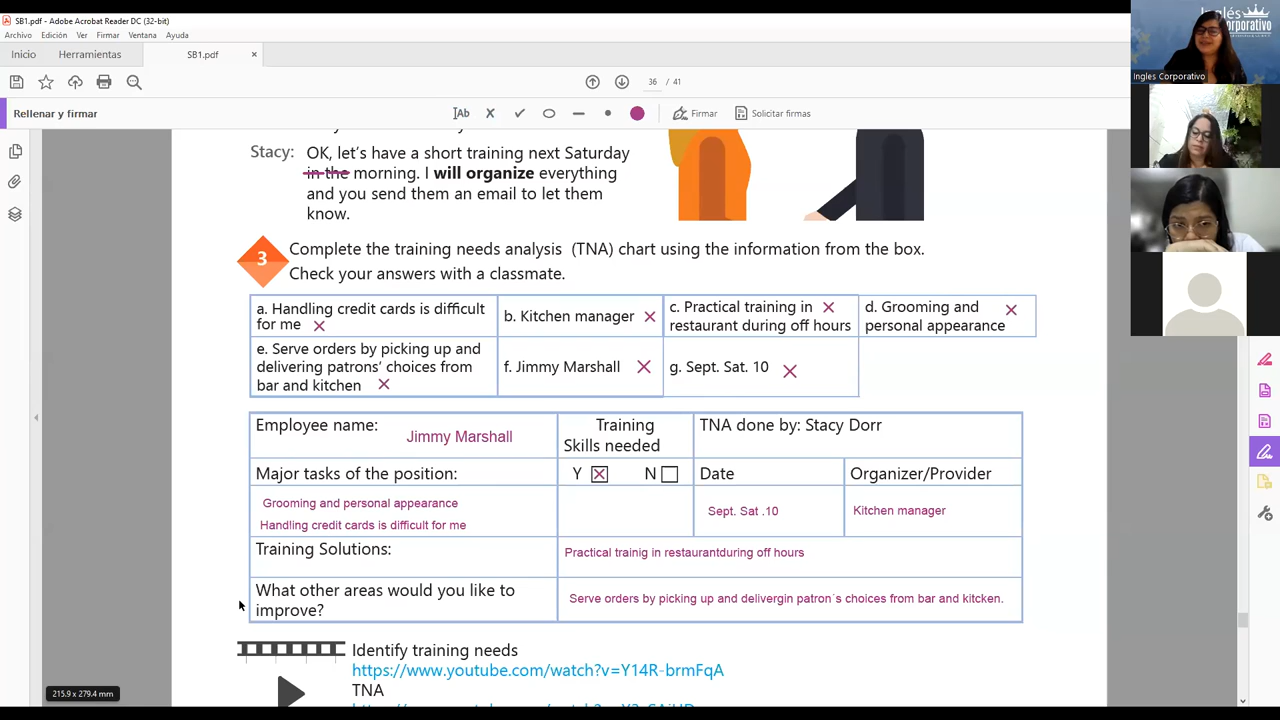 SB1.pdf - Adobe Acrobat Reader DC (32-bit)
Archivo Edición Ver Firmar Ventana Ayuda
Inicio Herramientas SB1.pdf ×
36 / 41
Rellenar y firmar
Ab
Firmar
Solicitar firmas
Inglés
Corporativo
Ingles Corporativo
Stacy: OK, let's have a short training next Saturday
in the morning. I will organize everything
and you send them an email to let them
know.
3 Complete the training needs analysis (TNA) chart using the information from the box.
Check your answers with a classmate.
a. Handling credit cards is difficult
for me
b. Kitchen manager
c. Practical training in
restaurant during off hours
d. Grooming and
personal appearance
e. Serve orders by picking up and
delivering patrons' choices from
bar and kitchen
f. Jimmy Marshall
g. Sept. Sat. 10
Employee name: Jimmy Marshall
Training
Skills needed
TNA done by: Stacy Dorr
Major tasks of the position:
Y N
Date
Organizer/Provider
Grooming and personal appearance
Handling credit cards is difficult for me
Sept. Sat .10
Kitchen manager
Training Solutions:
Practical trainig in restaurantduring off hours
What other areas would you like to
improve?
Serve orders by picking up and delivergin patron´s choices from bar and kitcken.
Identify training needs
https://www.youtube.com/watch?v=Y14R-brmFqA
TNA
215.9 x 279.4 mm